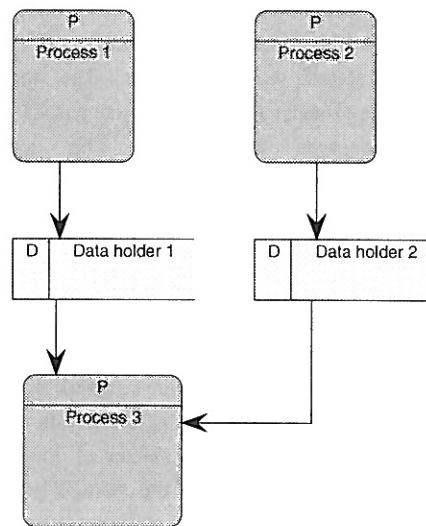 P
Process 1
P
Process 2
D Data holder 1
D Data holder 2
P
Process 3